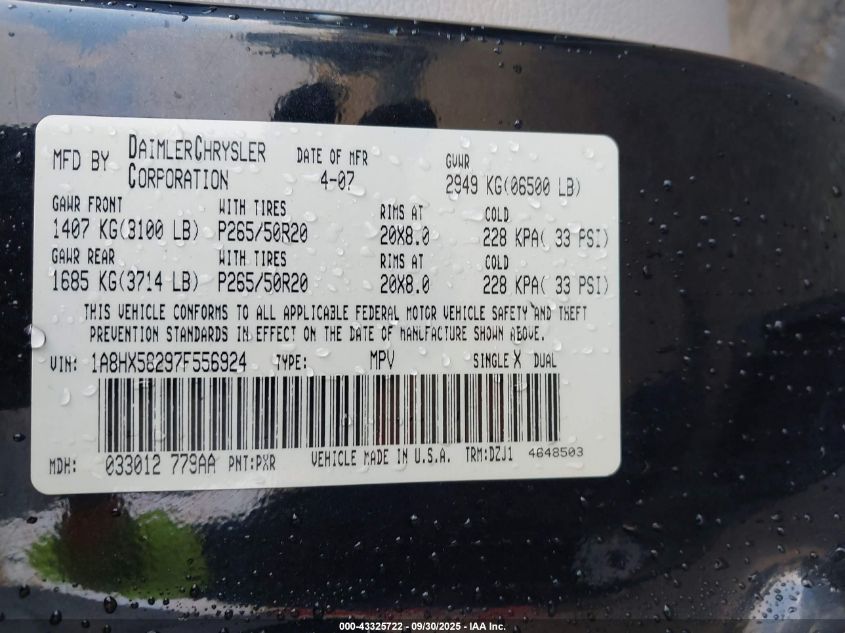 MFD BY DAIMLERCHRYSLER CORPORATION DATE OF MFR 4-07 GVWR 2949 KG(06500 LB)
GAWR FRONT WITH TIRES RIMS AT COLD
1407 KG(3100 LB) P265/50R20 20X8.0 228 KPA( 33 PSI)
GAWR REAR WITH TIRES RIMS AT COLD
1685 KG(3714 LB) P265/50R20 20X8.0 228 KPA( 33 PSI)
THIS VEHICLE CONFORMS TO ALL APPLICABLE FEDERAL MOTOR VEHICLE SAFETY AND THEFT
PREVENTION STANDARDS IN EFFECT ON THE DATE OF MANUFACTURE SHOWN ABOVE.
VIN: 1A8HX58297F556924 TYPE: MPV SINGLE X DUAL
MDH: 033012 779AA PNT:PXR VEHICLE MADE IN U.S.A. TRM:DZJ1 4648503
000-43325722 - 09/30/2025 - IAA Inc.